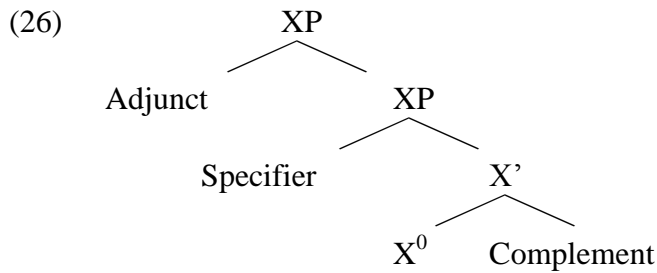 (26) XP
Adjunct XP
Specifier X’
X⁰ Complement